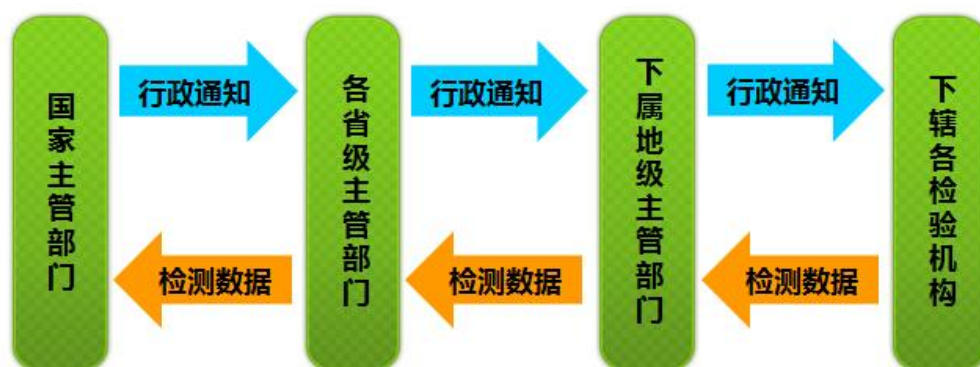 国家主管部门
行政通知
检测数据
各省级主管部门
行政通知
检测数据
下属地级主管部门
行政通知
检测数据
下辖各检验机构